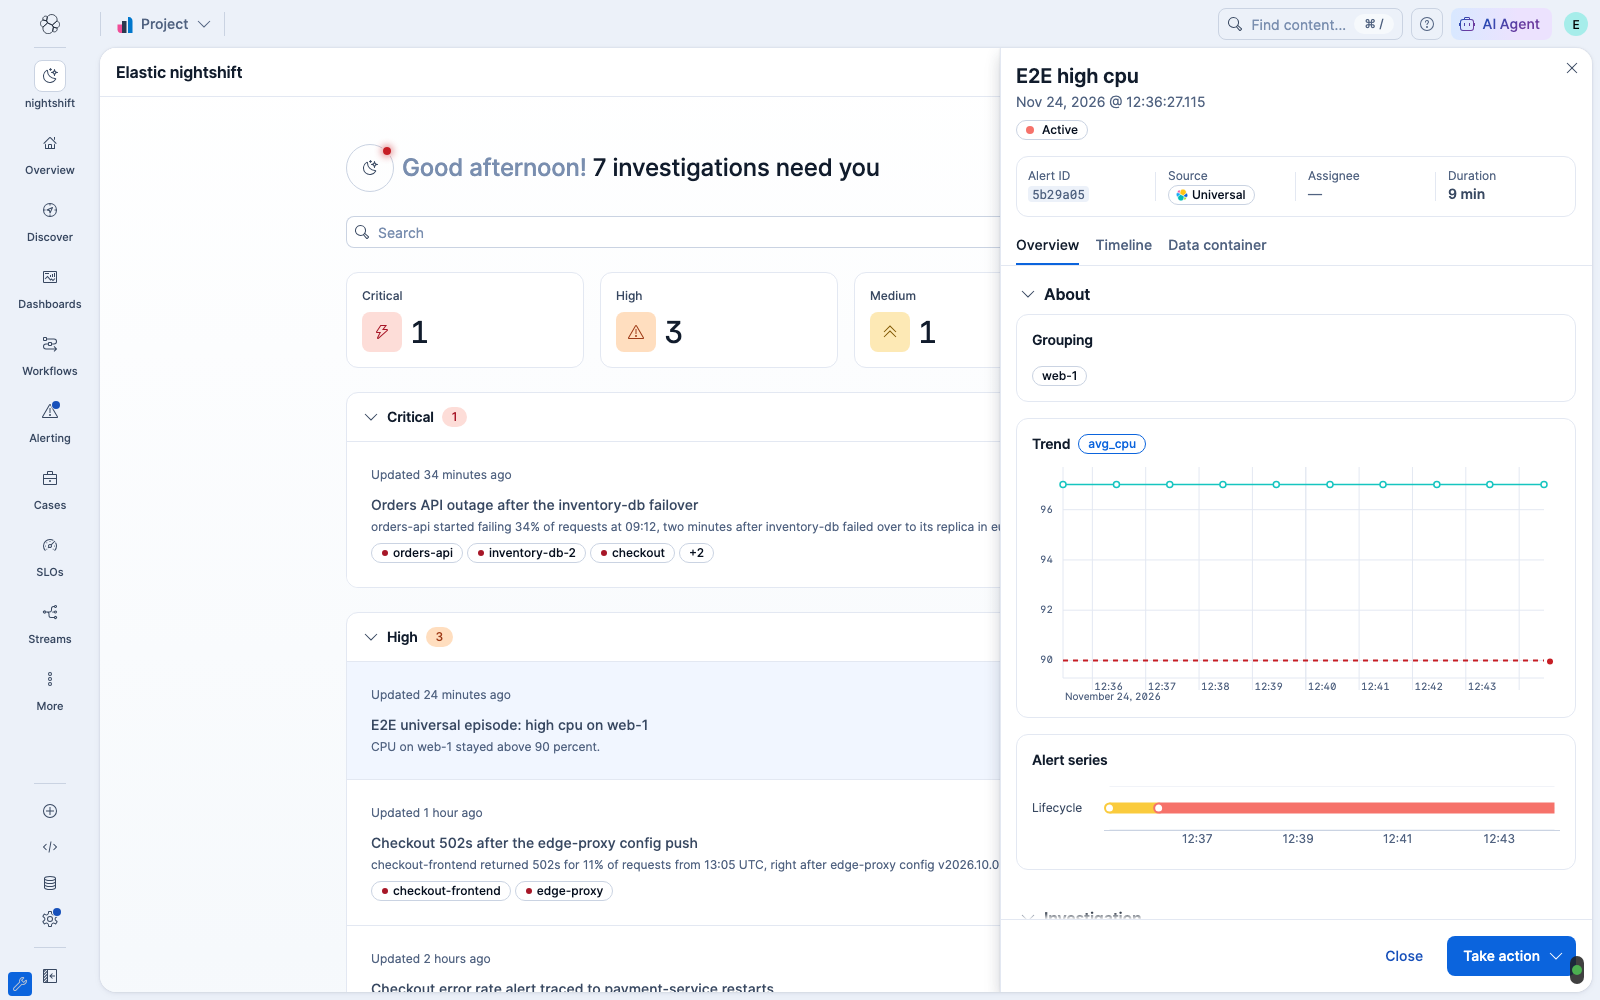 Project
Find content... ⌘ /
AI Agent
E
nightshift
Overview
Discover
Dashboards
Workflows
Alerting
Cases
SLOs
Streams
More
Elastic nightshift
Good afternoon! 7 investigations need you
Search
Critical
1
High
3
Medium
1
Critical 1
Updated 34 minutes ago
Orders API outage after the inventory-db failover
orders-api started failing 34% of requests at 09:12, two minutes after inventory-db failed over to its replica in
orders-api inventory-db-2 checkout +2
High 3
Updated 24 minutes ago
E2E universal episode: high cpu on web-1
CPU on web-1 stayed above 90 percent.
Updated 1 hour ago
Checkout 502s after the edge-proxy config push
checkout-frontend returned 502s for 11% of requests from 13:05 UTC, right after edge-proxy config v2026.10.0
checkout-frontend edge-proxy
Updated 2 hours ago
Checkout error rate alert traced to payment-service restarts
E2E high cpu
Nov 24, 2026 @ 12:36:27.115
Active
Alert ID
5b29a05
Source
Universal
Assignee
—
Duration
9 min
Overview Timeline Data container
About
Grouping
web-1
Trend avg_cpu
96
94
92
90
12:36 12:37 12:38 12:39 12:40 12:41 12:42 12:43
November 24, 2026
Alert series
Lifecycle
12:37 12:39 12:41 12:43
Investigation
Close Take action